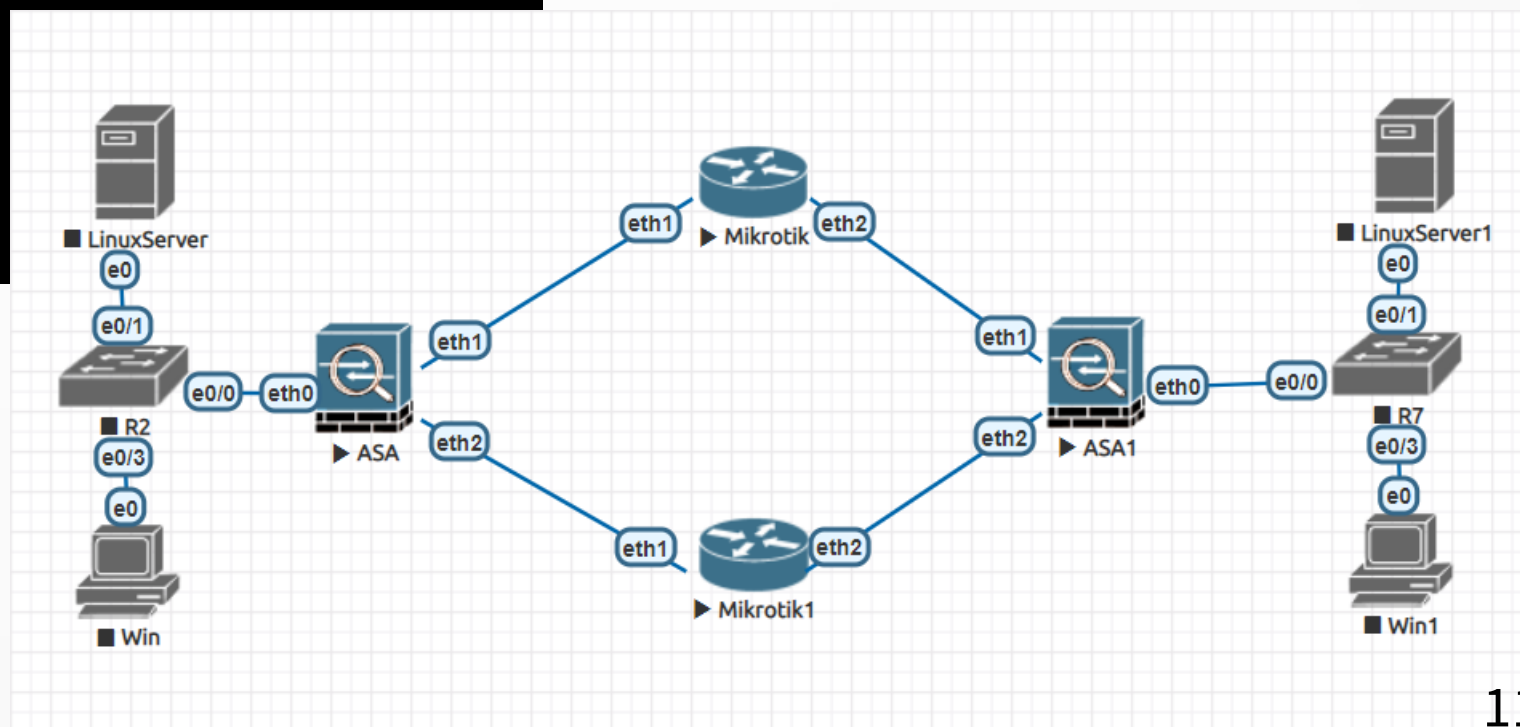 LinuxServer
e0
e0/1
R2
e0/0
eth0
e0/3
e0
Win
ASA
eth1
eth2
eth1
Mikrotik
eth2
eth1
Mikrotik1
eth2
eth1
eth2
ASA1
eth0
e0/0
LinuxServer1
e0
e0/1
R7
e0/3
e0
Win1